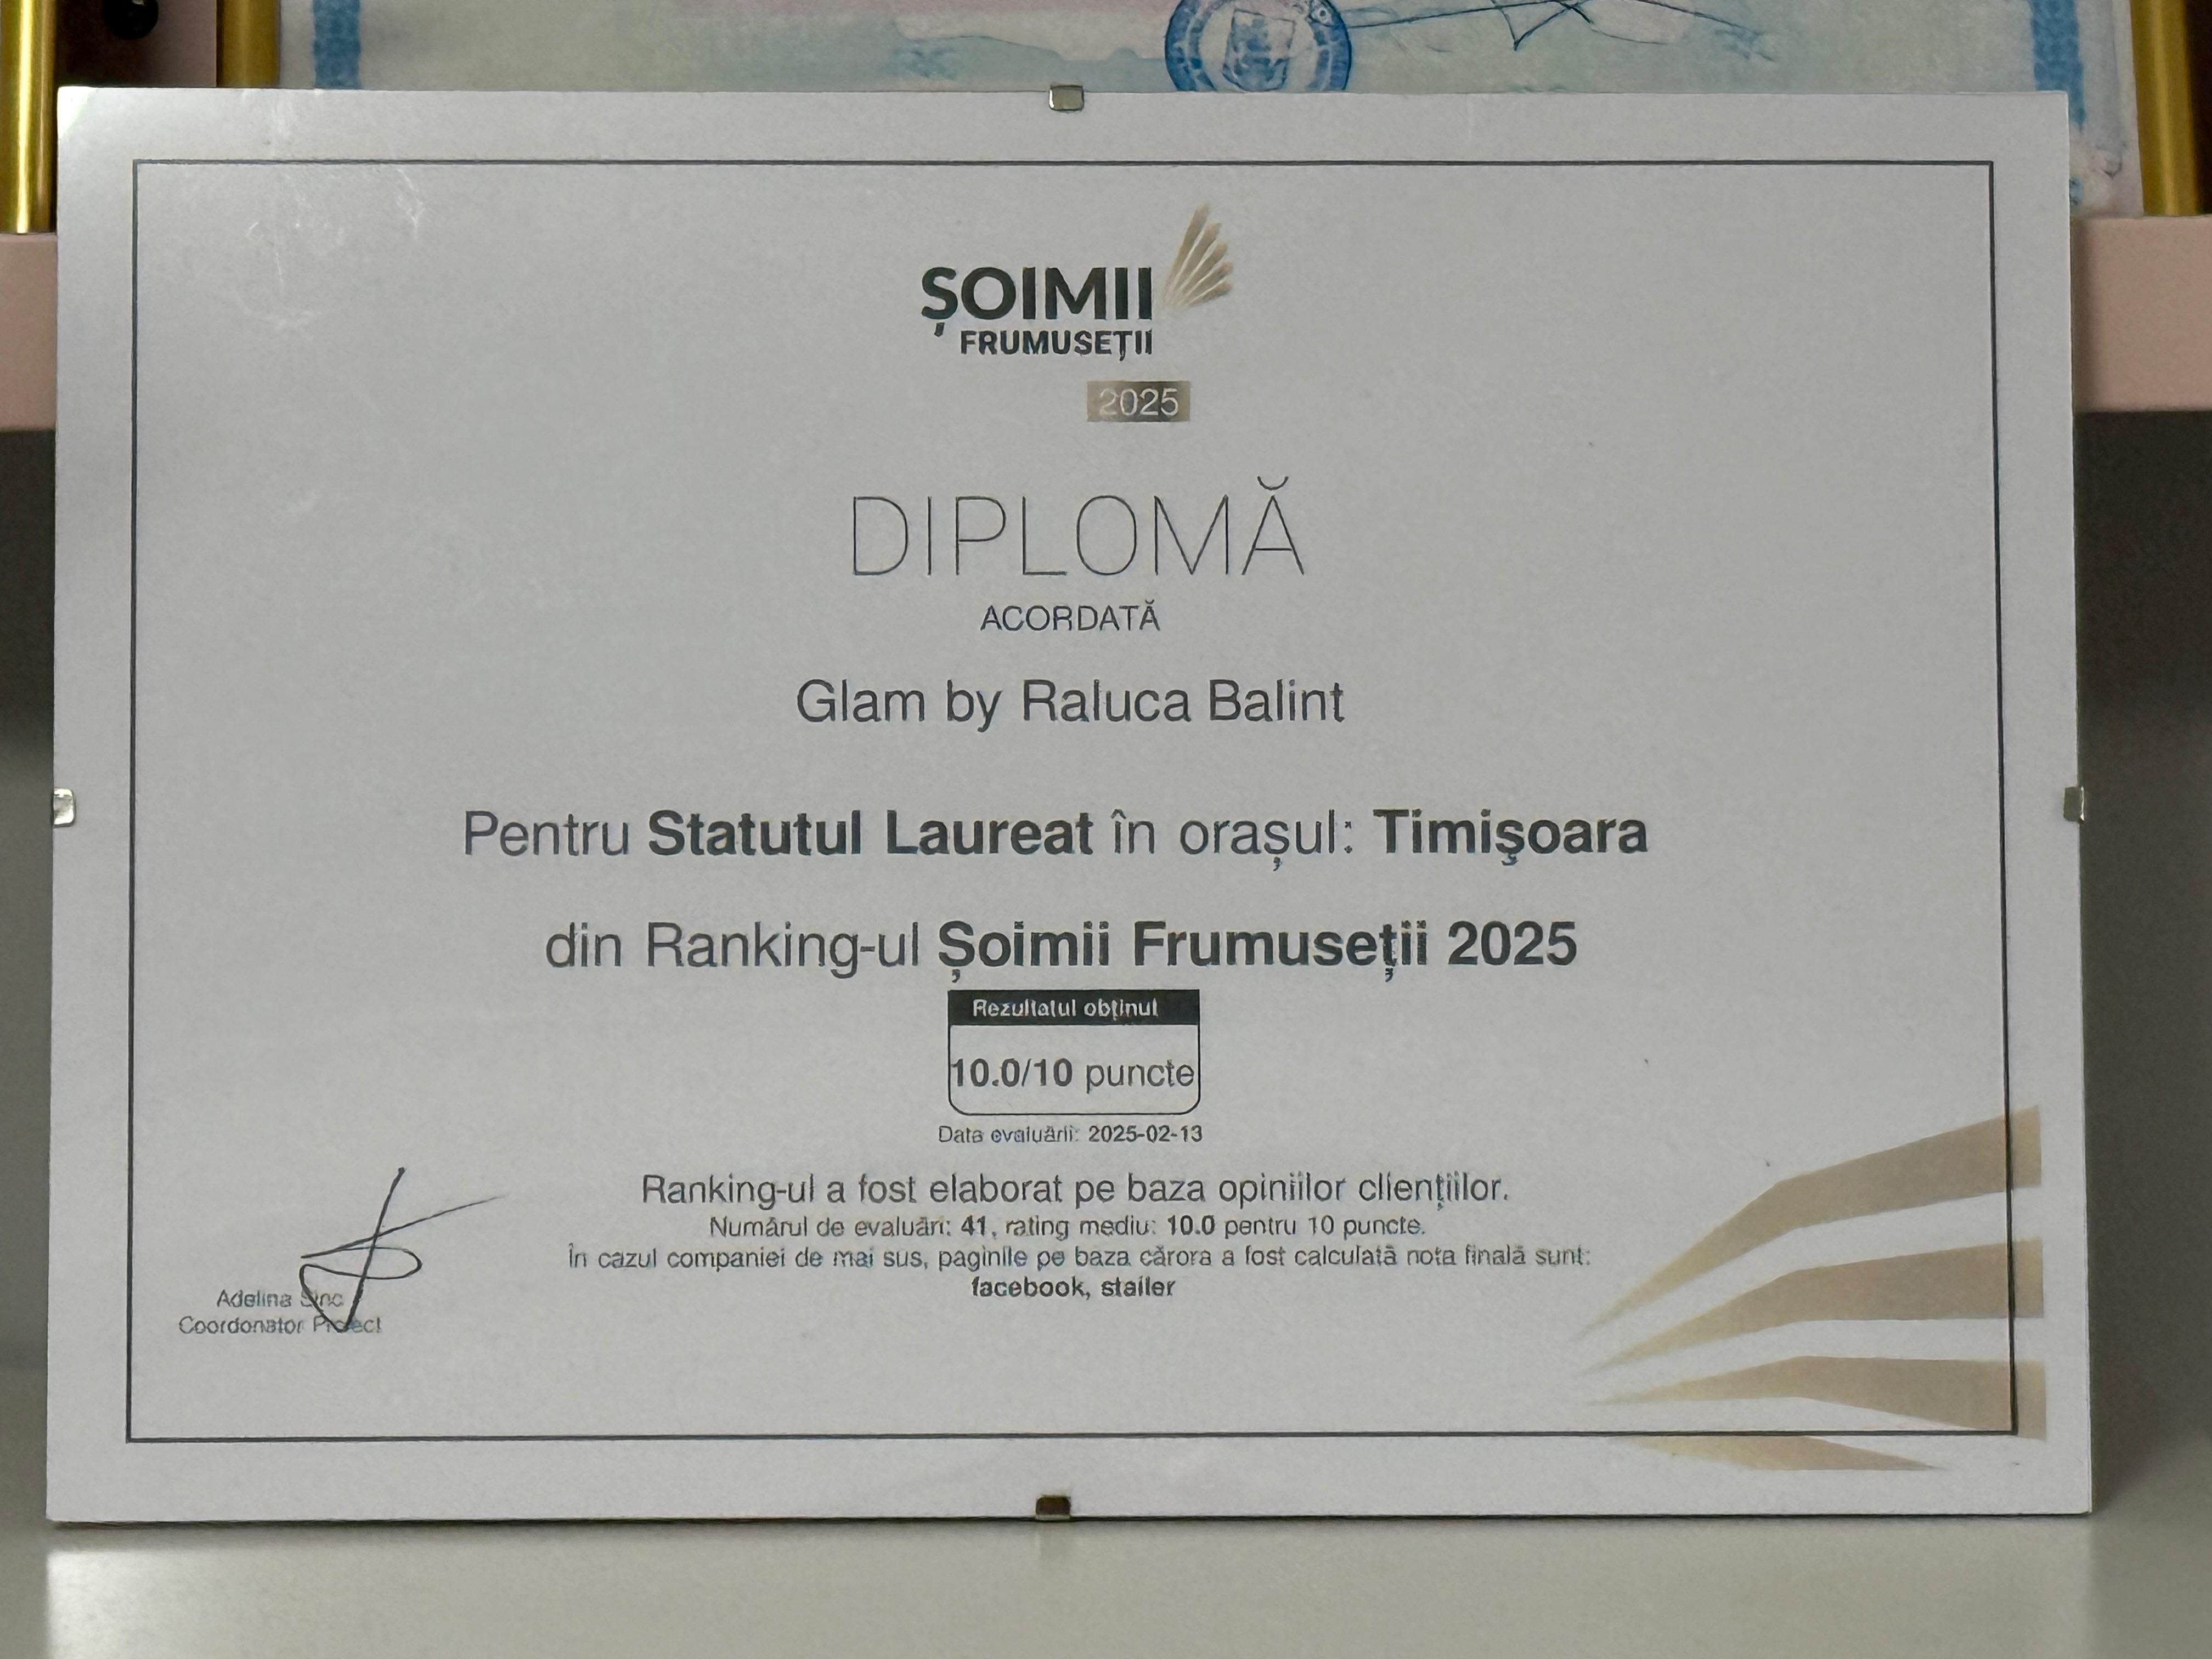 ȘOIMII
FRUMUSEȚII
2025
DIPLOMĂ
ACORDATĂ
Glam by Raluca Balint
Pentru Statutul Laureat în orașul: Timişoara
din Ranking-ul Șoimii Frumuseții 2025
Rezultatul obținut
10.0/10 puncte
Data evaluării: 2025-02-13
Ranking-ul a fost elaborat pe baza opiniilor cliențiilor.
Numărul de evaluări: 41, rating mediu: 10.0 pentru 10 puncte.
În cazul companiei de mai sus, paginile pe baza cărora a fost calculată nota finală sunt:
facebook, stailer
Adelina
Coordonator Proiect